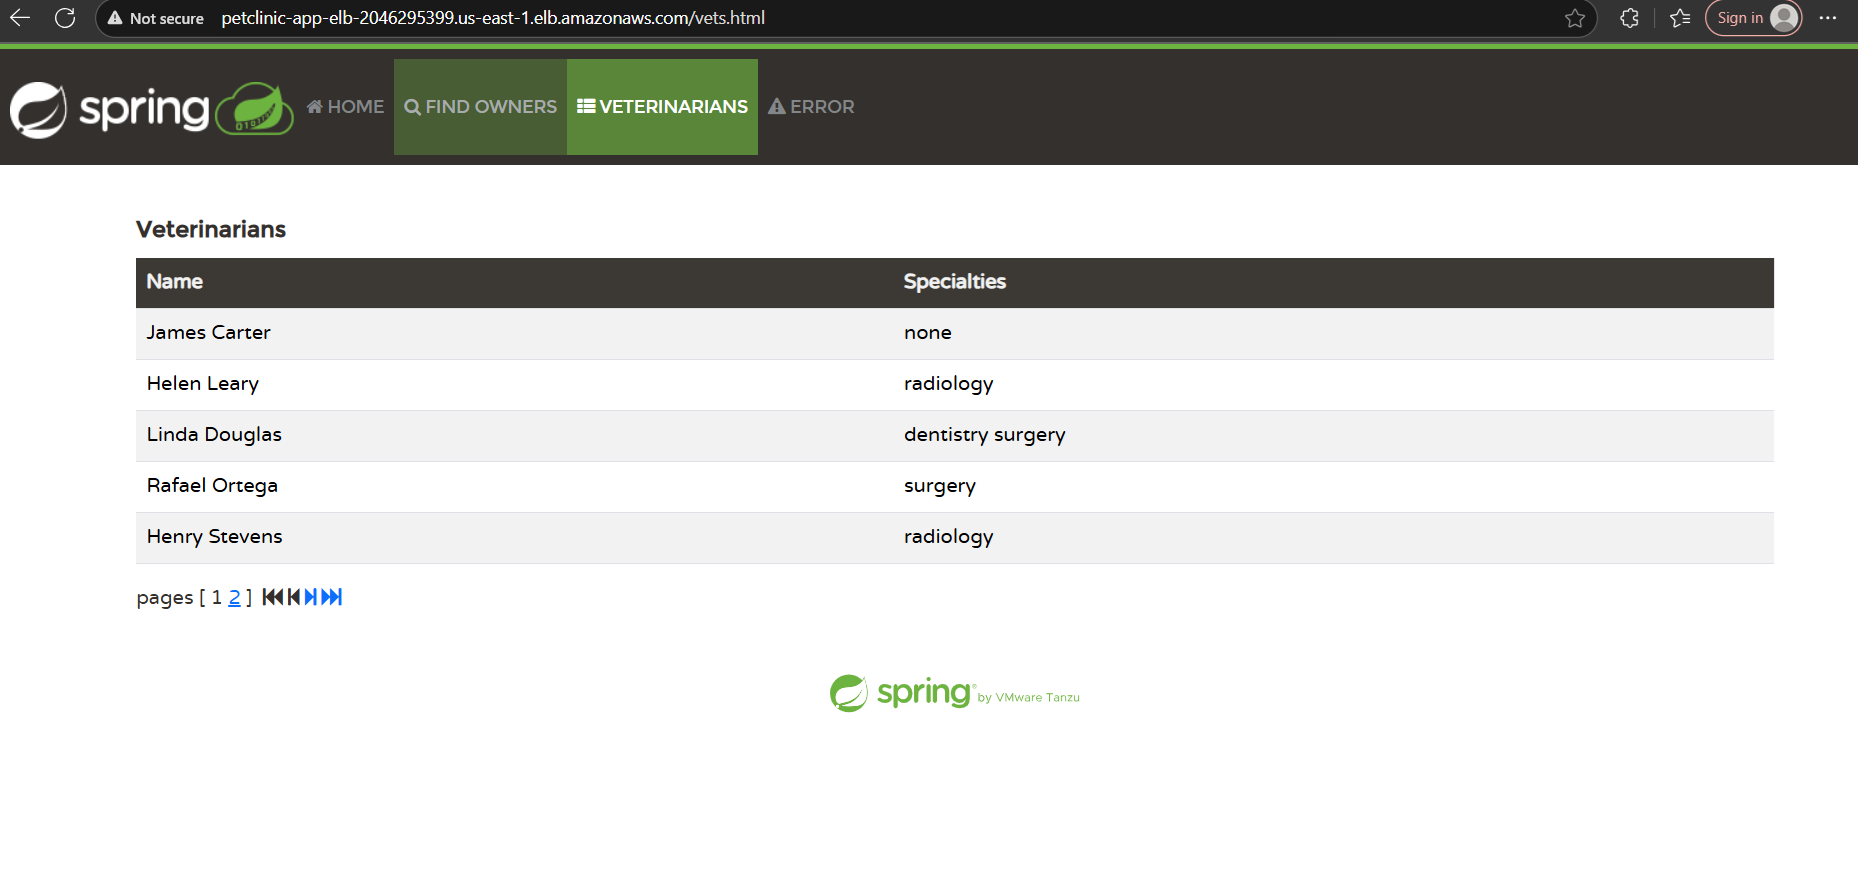 Not secure petclinic-app-elb-2046295399.us-east-1.elb.amazonaws.com/vets.html Sign in
spring HOME FIND OWNERS VETERINARIANS ERROR
Veterinarians
Name Specialties
James Carter none
Helen Leary radiology
Linda Douglas dentistry surgery
Rafael Ortega surgery
Henry Stevens radiology
pages [ 1 2 ]
spring® by VMware Tanzu